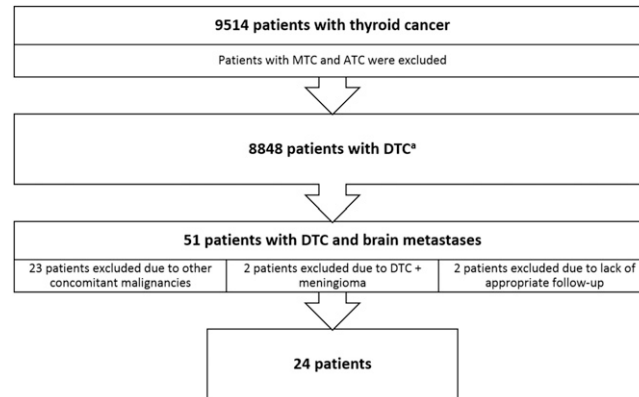 9514 patients with thyroid cancer
Patients with MTC and ATC were excluded
8848 patients with DTCª
51 patients with DTC and brain metastases
23 patients excluded due to other
concomitant malignancies
2 patients excluded due to DTC +
meningioma
2 patients excluded due to lack of
appropriate follow-up
24 patients